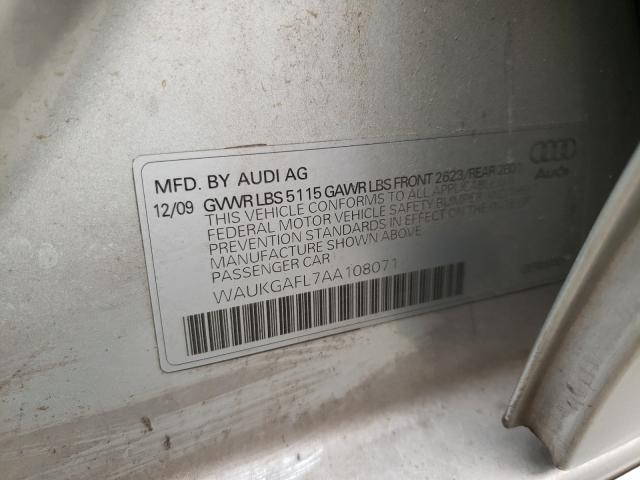 MFD. BY AUDI AG
12/09 GVWR LBS 5115 GAWR LBS FRONT 2623/REAR
THIS VEHICLE CONFORMS TO ALL APPLICABLE
FEDERAL MOTOR VEHICLE SAFETY BUMPER
PREVENTION STANDARDS IN EFFECT ON THE DATE OF
MANUFACTURE SHOWN ABOVE
PASSENGER CAR
WAUKGAFL7AA108071
Audi